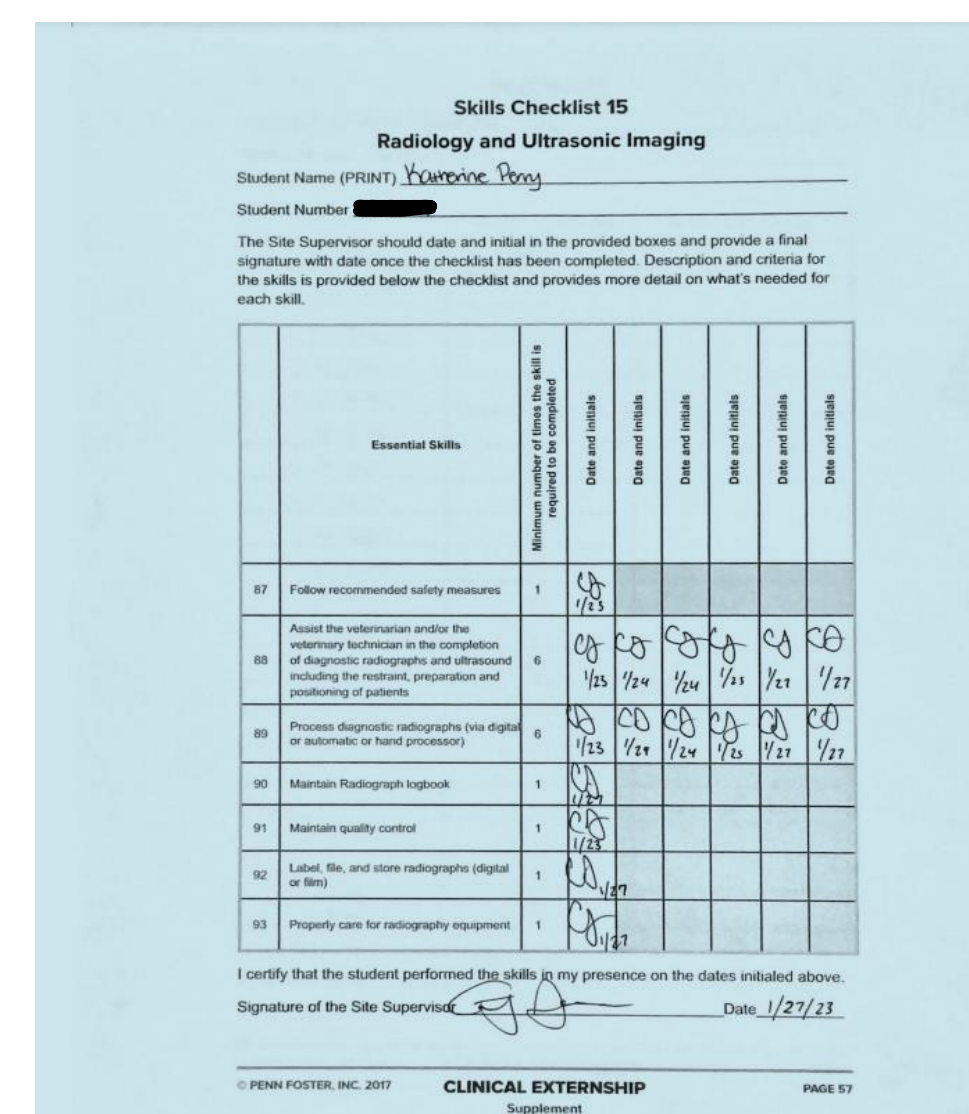 Skills Checklist 15
Radiology and Ultrasonic Imaging
Student Name (PRINT) Katherine Perry
Student Number
The Site Supervisor should date and initial in the provided boxes and provide a final
signature with date once the checklist has been completed. Description and criteria for
the skills is provided below the checklist and provides more detail on what's needed for
each skill.
Essential Skills
Minimum number of times the skill is
required to be completed
Date and initials
Date and initials
Date and initials
Date and initials
Date and initials
Date and initials
87 Follow recommended safety measures 1
1/23
88
Assist the veterinarian and/or the
veterinary technician in the completion
of diagnostic radiographs and ultrasound
including the restraint, preparation and
positioning of patients
6
1/23 1/24 1/24 1/25 1/27 1/27
89
Process diagnostic radiographs (via digital
or automatic or hand processor)
6
1/23 1/24 1/24 1/25 1/27 1/27
90 Maintain Radiograph logbook 1
1/27
91 Maintain quality control 1
1/23
92
Label, file, and store radiographs (digital
or film)
1
1/27
93 Properly care for radiography equipment 1
1/27
I certify that the student performed the skills in my presence on the dates initialed above.
Signature of the Site Supervisor Date 1/27/23
© PENN FOSTER, INC. 2017 CLINICAL EXTERNSHIP PAGE 57
Supplement